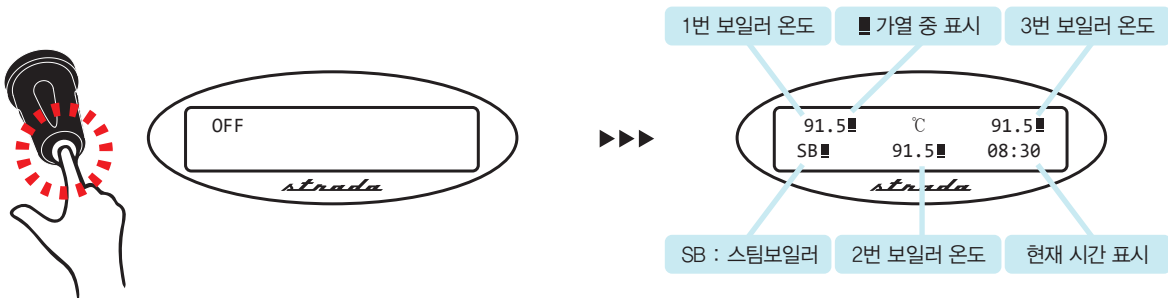 1번 보일러 온도
■ 가열 중 표시
3번 보일러 온도
OFF
strada
▶▶▶
91.5■ ℃ 91.5■
SB■ 91.5■ 08:30
strada
SB : 스팀보일러
2번 보일러 온도
현재 시간 표시